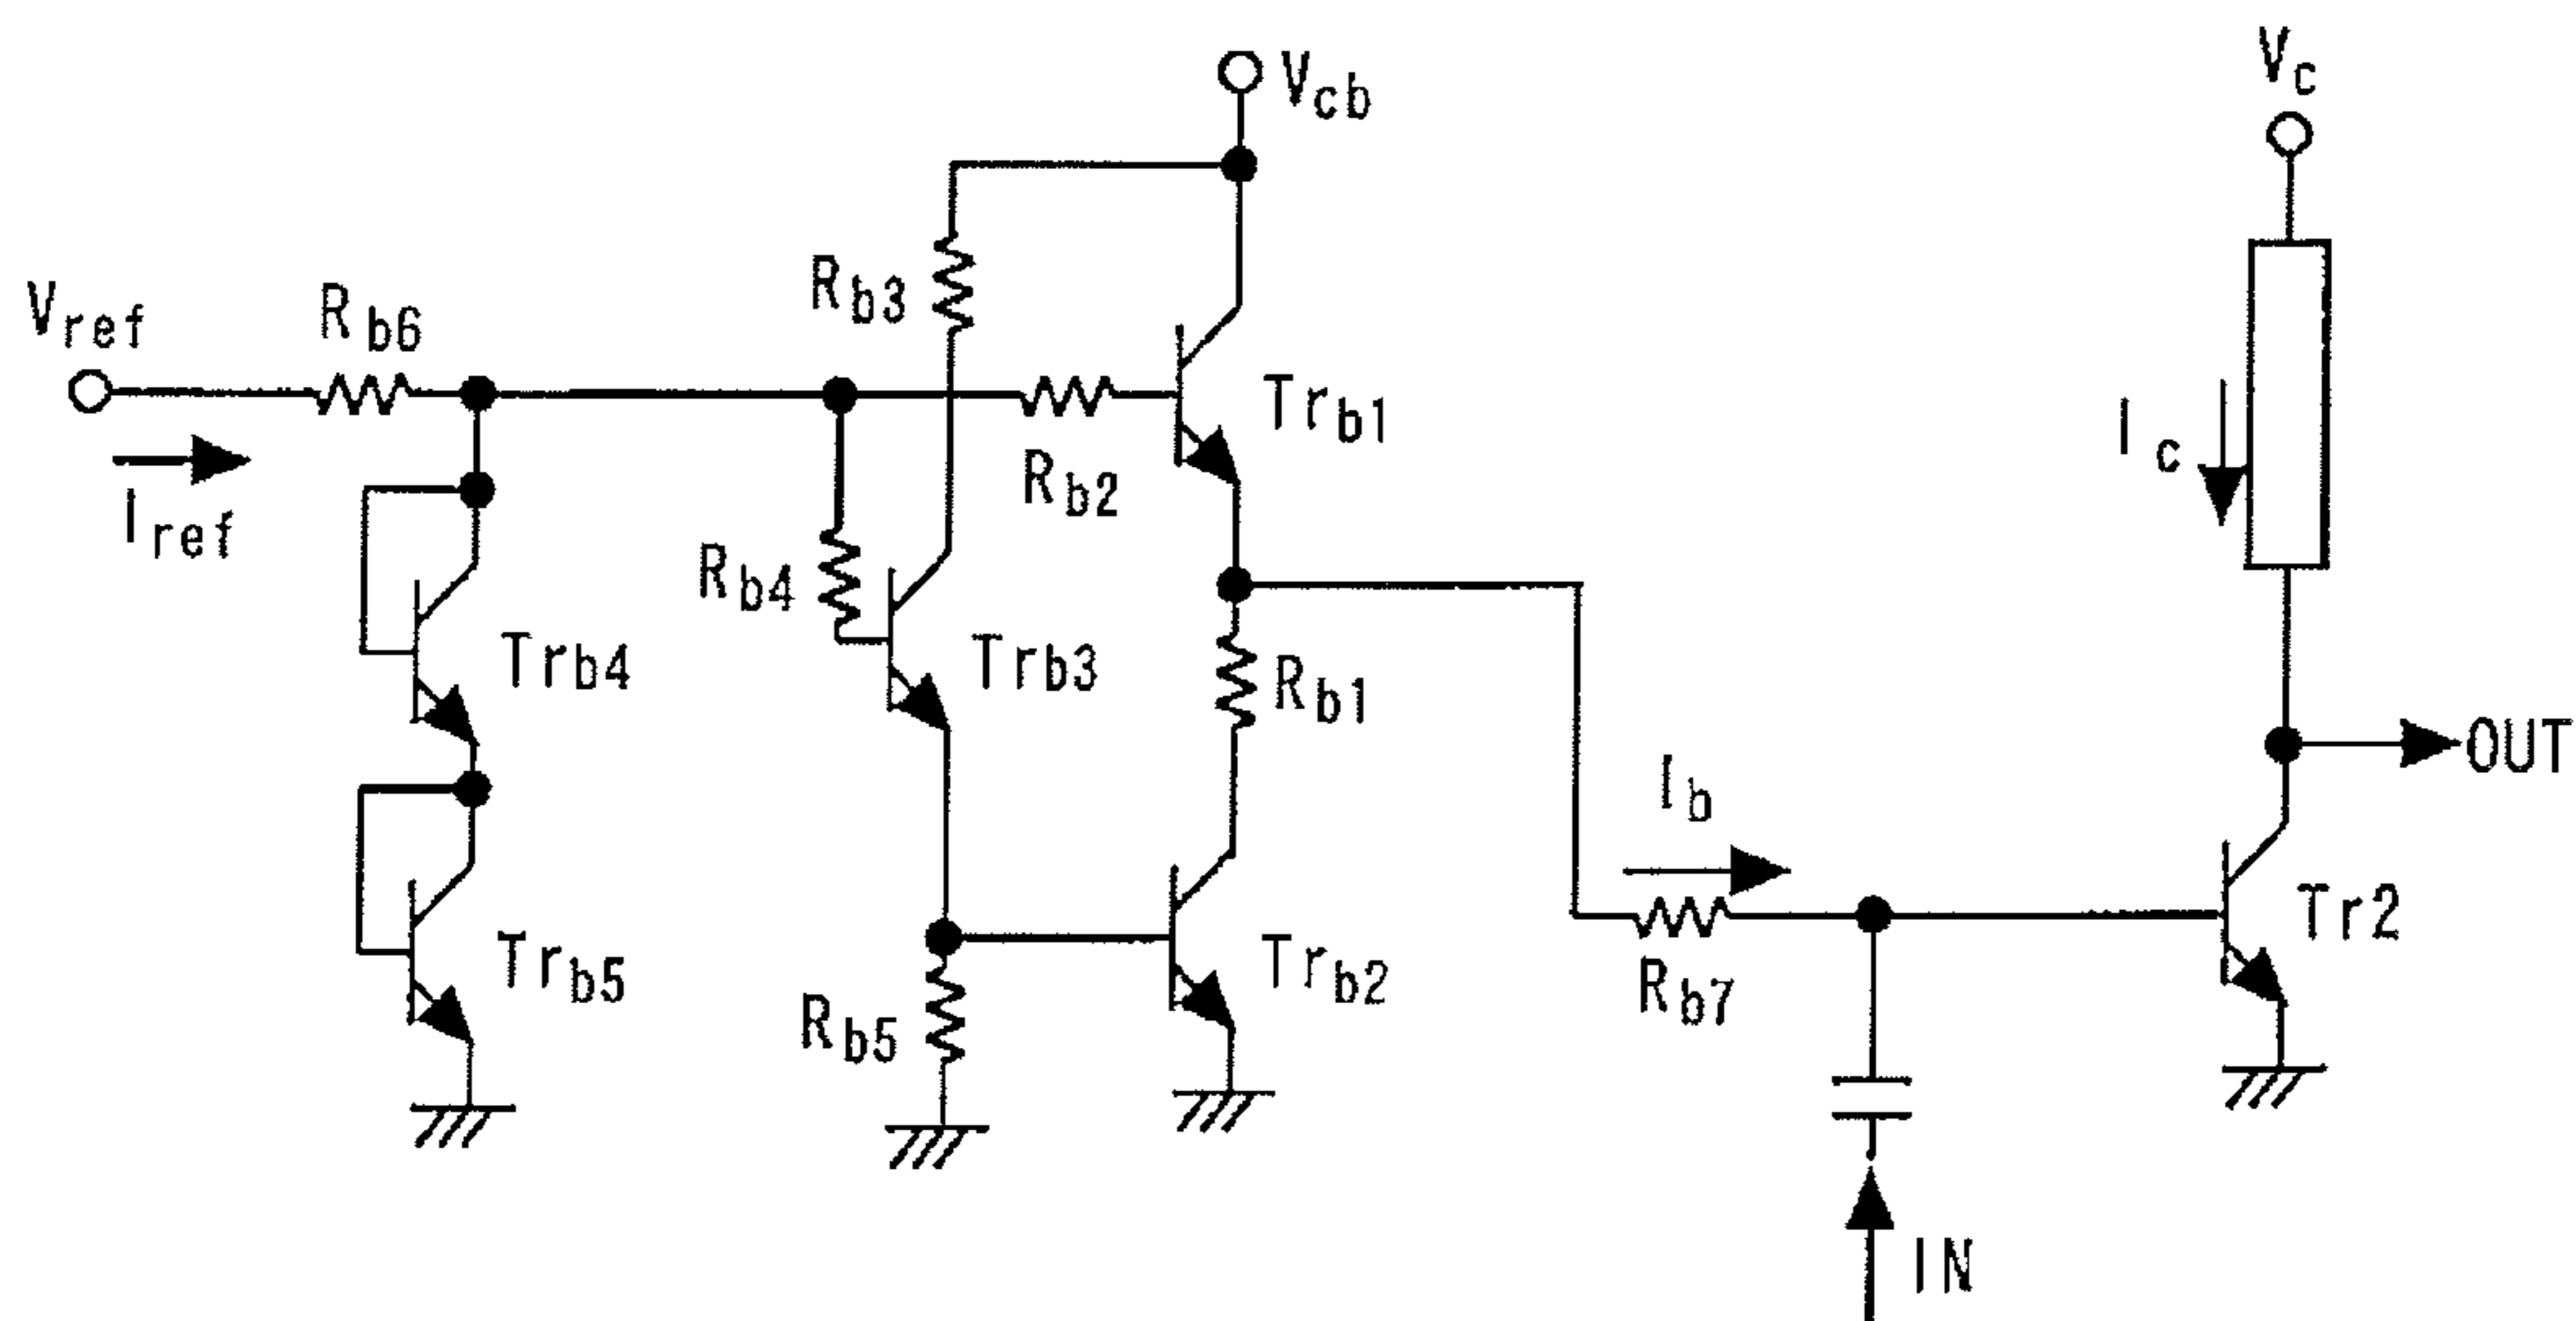 Vc
Vcb
Vref
Rb6
Rb3
Iref
Rb2
Trb1
Ic
Rb4
Trb4
Trb3
Rb1
OUT
Ib
Tr2
Trb5
Rb5
Trb2
Rb7
IN